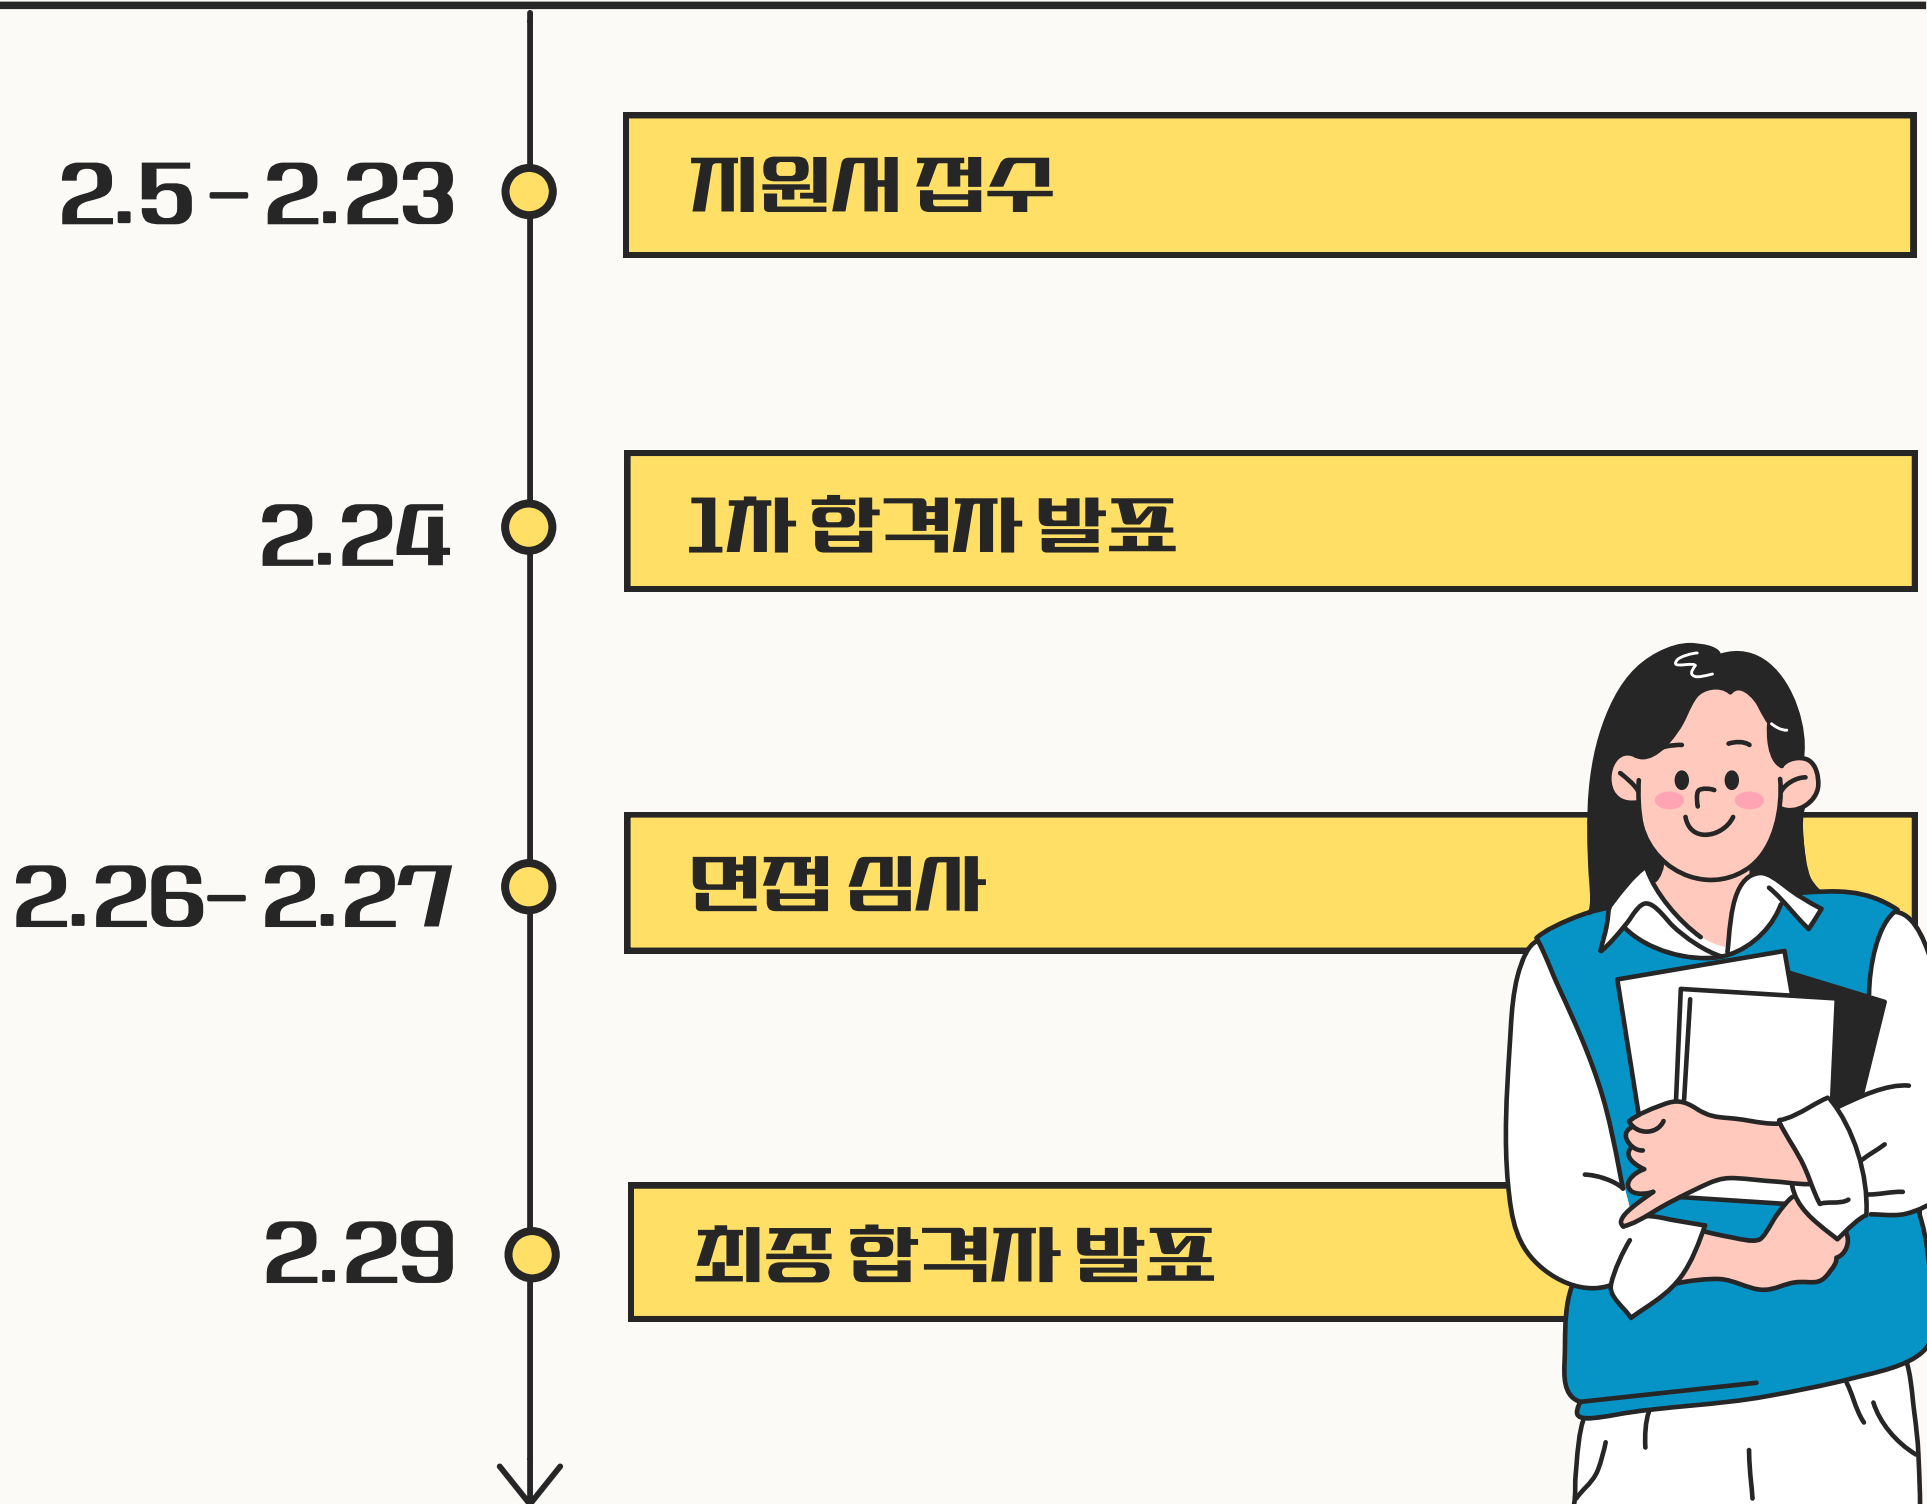 2.5 - 2.23
지원서 접수
2.24
1차 합격자 발표
2.26- 2.27
면접 심사
2.29
최종 합격자 발표